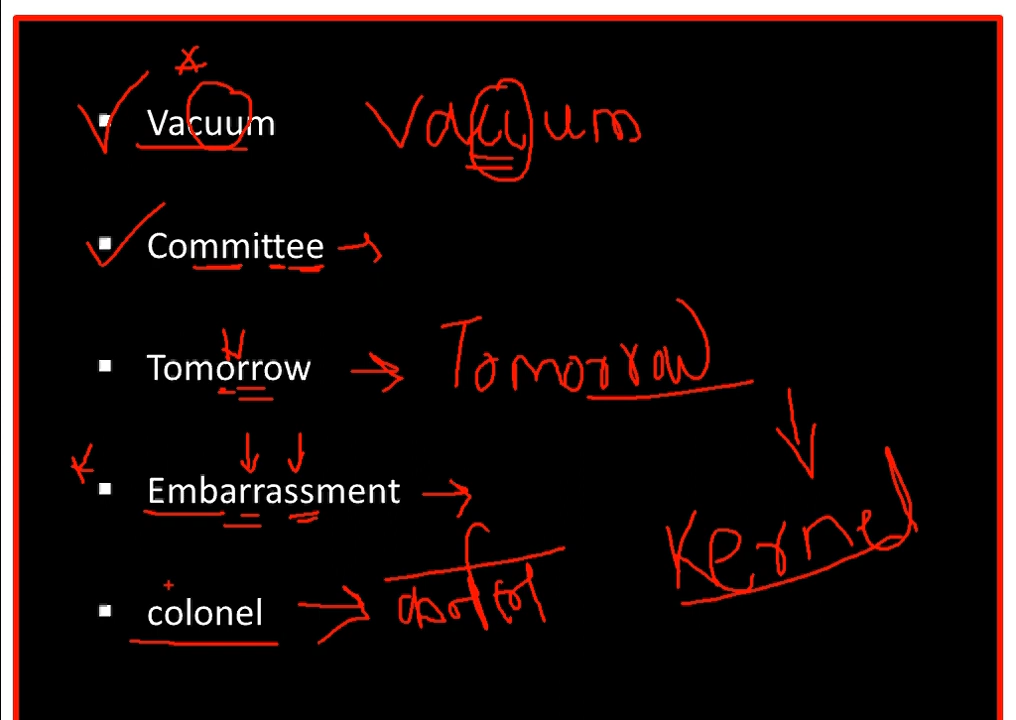 Vacuum Vacuum
Committee
Tomorrow Tomorrow
Embarrassment
Kernel
colonel